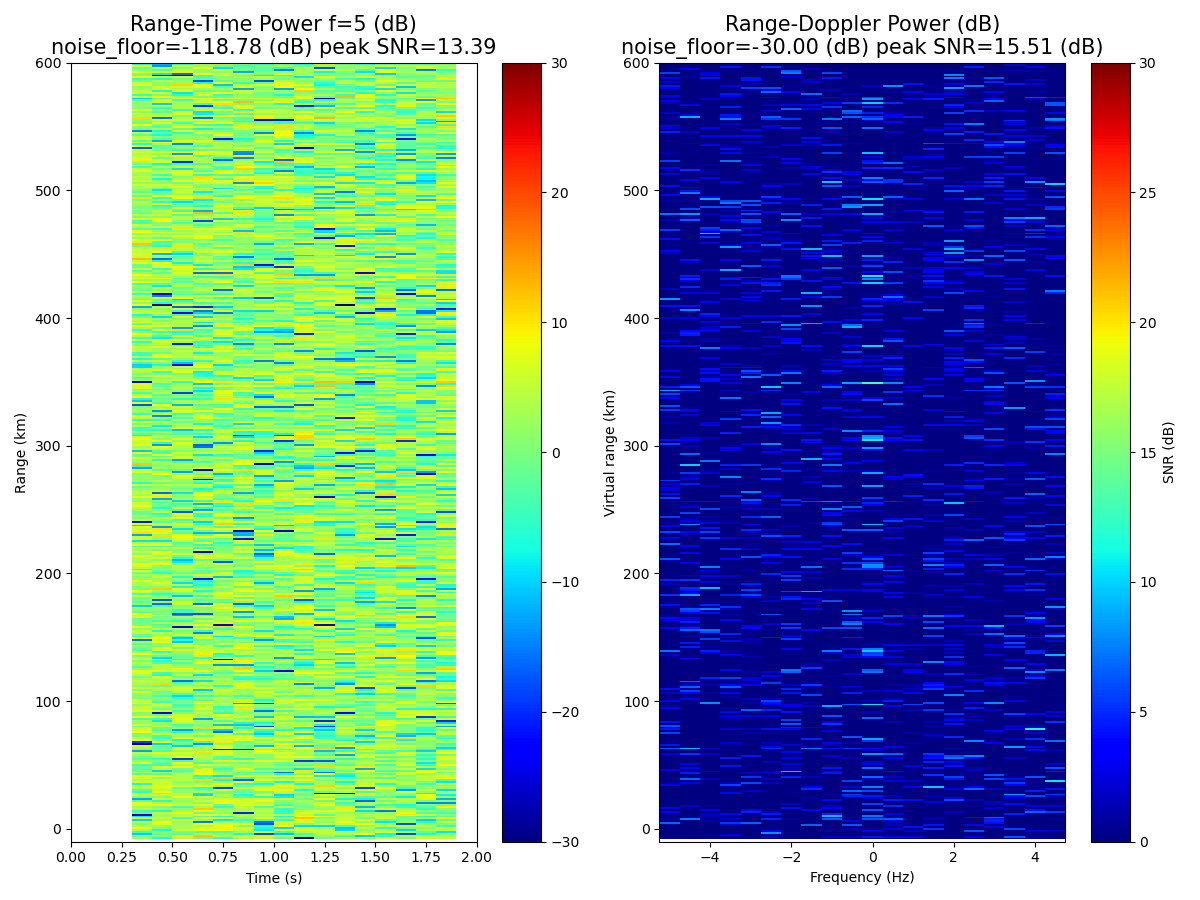 Range-Time Power f=5 (dB)
noise_floor=-118.78 (dB) peak SNR=13.39
Range-Doppler Power (dB)
noise_floor=-30.00 (dB) peak SNR=15.51 (dB)
600
500
400
300
200
100
0
Range (km)
0.00 0.25 0.50 0.75 1.00 1.25 1.50 1.75 2.00
Time (s)
30
20
10
0
−10
−20
−30
600
500
400
300
200
100
0
Virtual range (km)
−4 −2 0 2 4
Frequency (Hz)
30
25
20
15
10
5
0
SNR (dB)